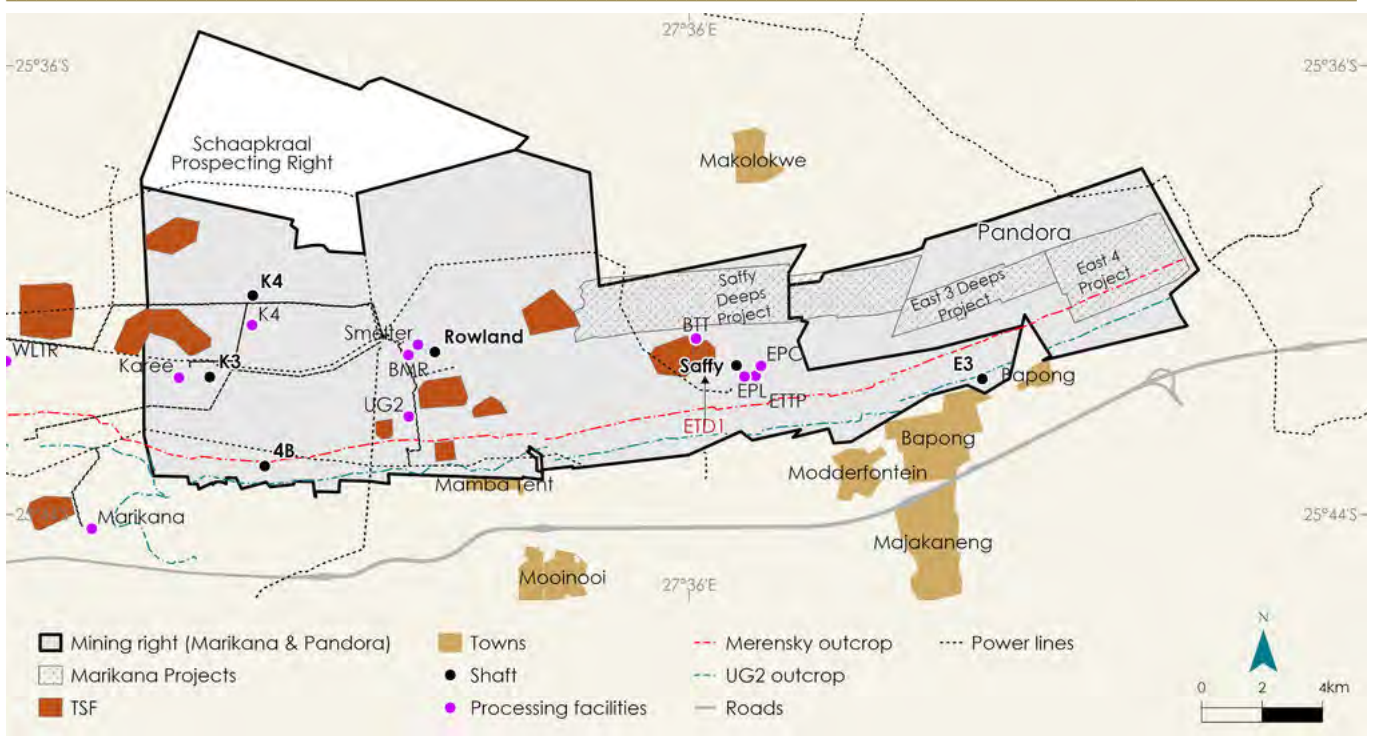 27°36'E
25°36'S
25°36'S
Schaapkraal
Prospecting Right
Makolokwe
Pandora
K4
K4
Saffy
Deeps
Project
East 3 Deeps
Project
East 4
Project
Smelter
Rowland
BTT
WLTR
Karee
K3
BMR
Saffy
EPC
EPL
ETTP
E3
Bapong
UG2
ETD1
Bapong
4B
Modderfontein
Marikana
25°44'S
Majakaneng
Mooinooi
27°36'E
Mining right (Marikana & Pandora)
Marikana Projects
TSF
Towns
Shaft
Processing facilities
Merensky outcrop
UG2 outcrop
Roads
Power lines
N
0 2 4km